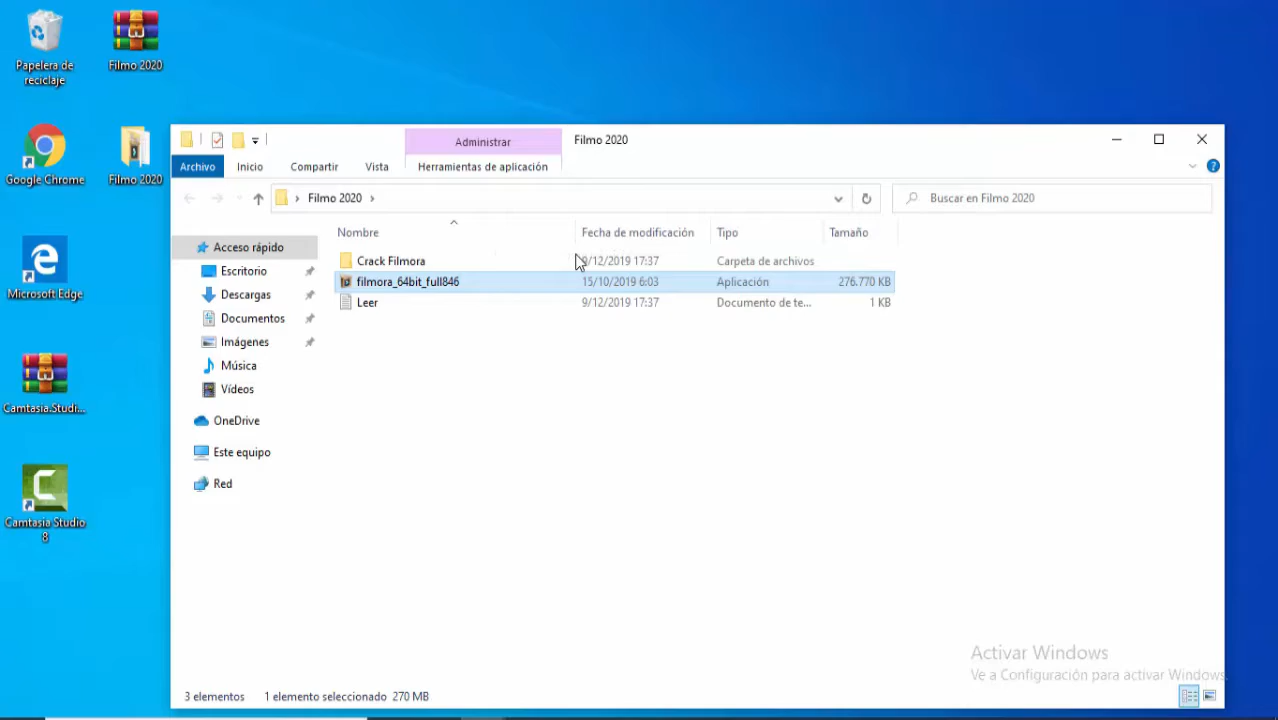 Papelera de
reciclaje
Filmo 2020
Google Chrome
Filmo 2020
Microsoft Edge
Camtasia.Studi...
Camtasia Studio
8
Administrar
Filmo 2020
Archivo
Inicio
Compartir
Vista
Herramientas de aplicación
Filmo 2020
Buscar en Filmo 2020
Nombre
Fecha de modificación
Tipo
Tamaño
Crack Filmora
9/12/2019 17:37
Carpeta de archivos
filmora_64bit_full846
15/10/2019 6:03
Aplicación
276.770 KB
Leer
9/12/2019 17:37
Documento de te...
1 KB
Acceso rápido
Escritorio
Descargas
Documentos
Imágenes
Música
Vídeos
OneDrive
Este equipo
Red
Activar Windows
Ve a Configuración para activar Windows.
3 elementos
1 elemento seleccionado 270 MB